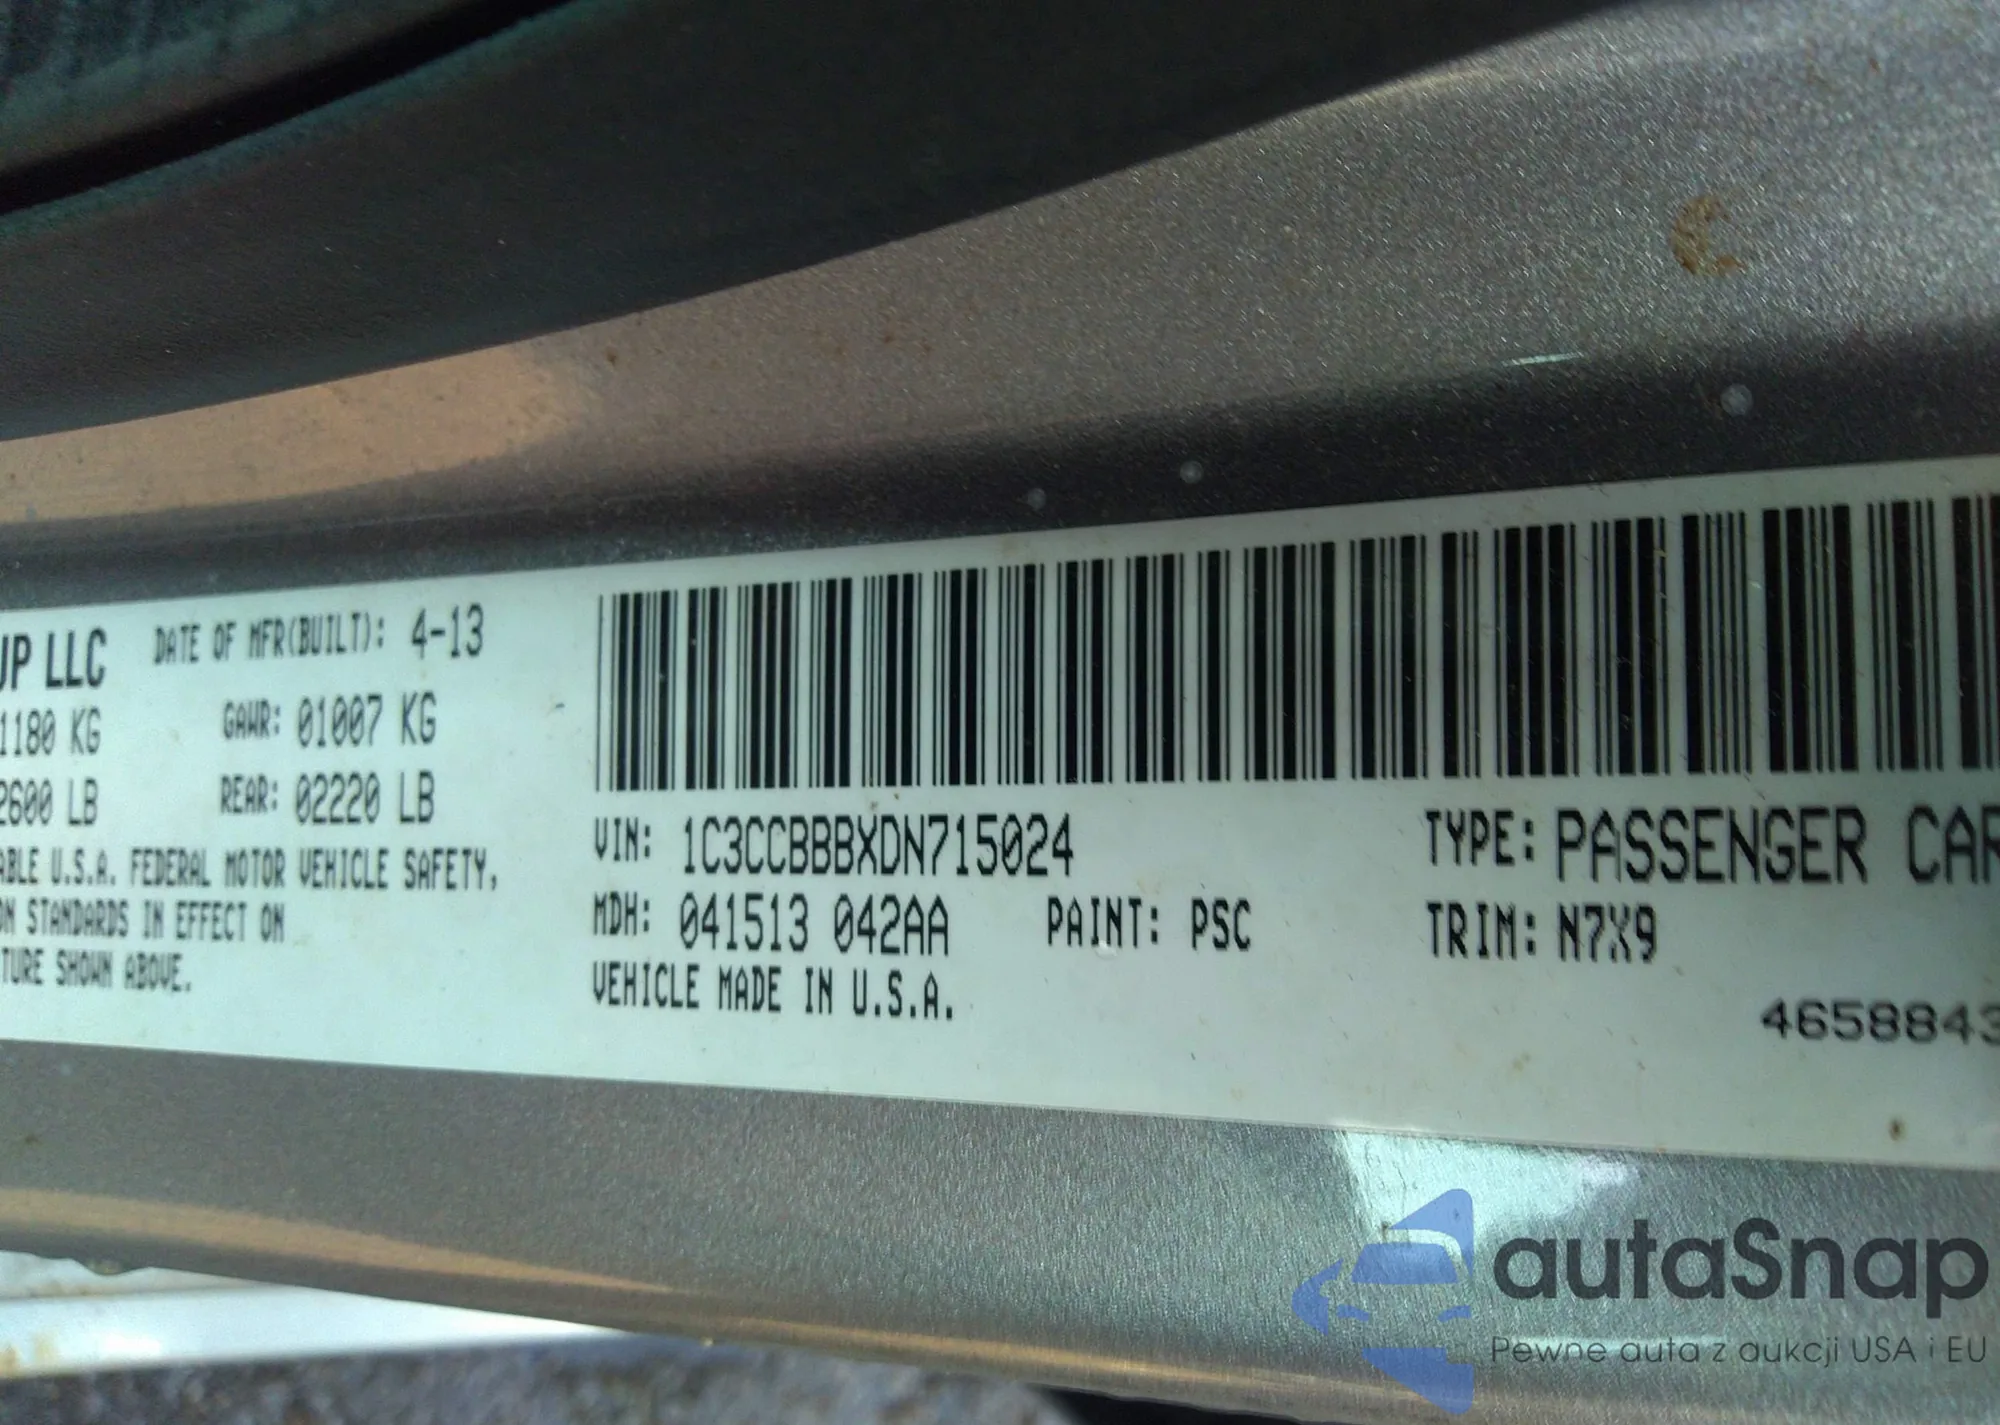 UP LLC DATE OF MFR(BUILT): 4-13
1180 KG GAWR: 01007 KG
2600 LB REAR: 02220 LB
ABLE U.S.A. FEDERAL MOTOR VEHICLE SAFETY,
ON STANDARDS IN EFFECT ON
TURE SHOWN ABOVE.
VIN: 1C3CCBBBXDN715024 TYPE: PASSENGER CAR
MDH: 041513 042AA PAINT: PSC TRIM: N7X9
VEHICLE MADE IN U.S.A.
4658843
autaSnap
Pewne auta z aukcji USA i EU